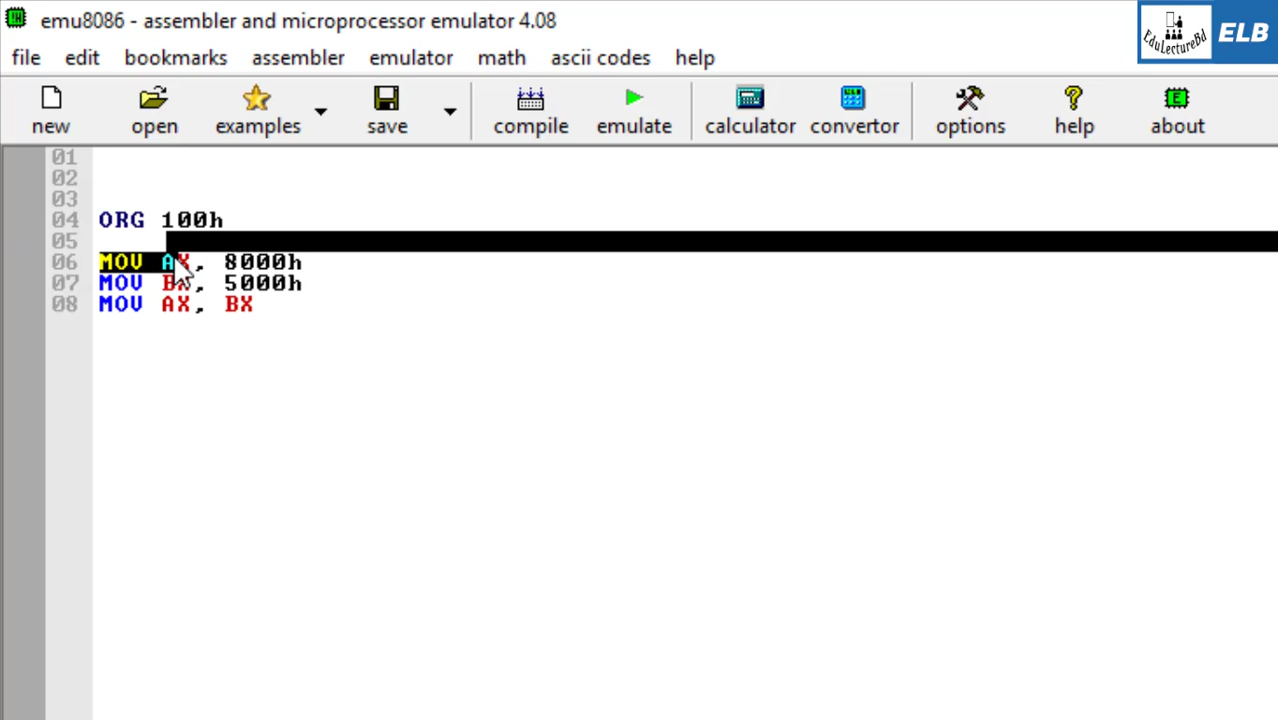 emu8086 - assembler and microprocessor emulator 4.08
EduLectureBd ELB
file edit bookmarks assembler emulator math ascii codes help
new open examples save compile emulate calculator convertor options help about
01
02
03
04 ORG 100h
05
06 MOV AX, 8000h
07 MOV BX, 5000h
08 MOV AX, BX